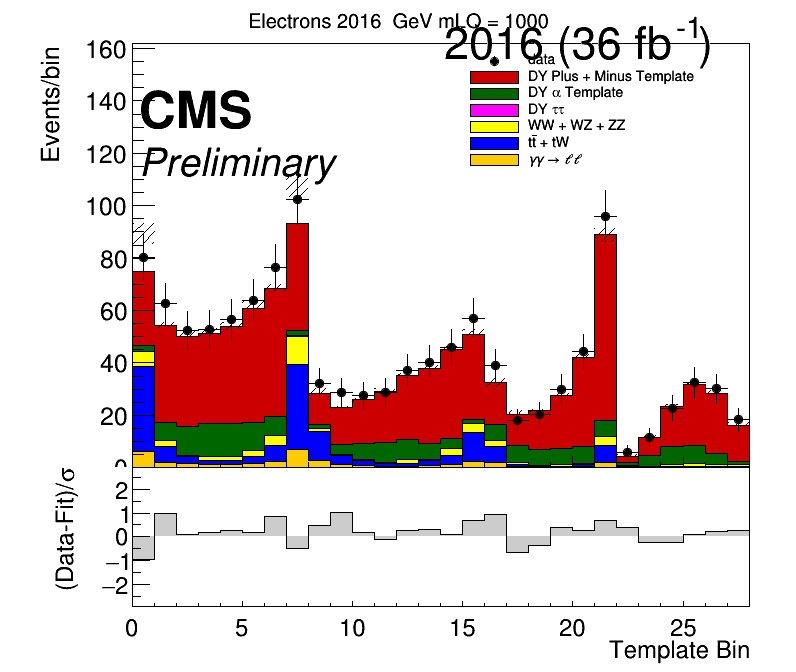 Electrons 2016 GeV mLQ = 1000
2016 (36 fb⁻¹)
CMS
Preliminary
data
DY Plus + Minus Template
DY α Template
DY ττ
WW + WZ + ZZ
tt̄ + tW
γγ → ℓℓ
Events/bin
160
140
120
100
80
60
40
20
0
(Data-Fit)/σ
2
1
0
−1
−2
0 5 10 15 20 25
Template Bin